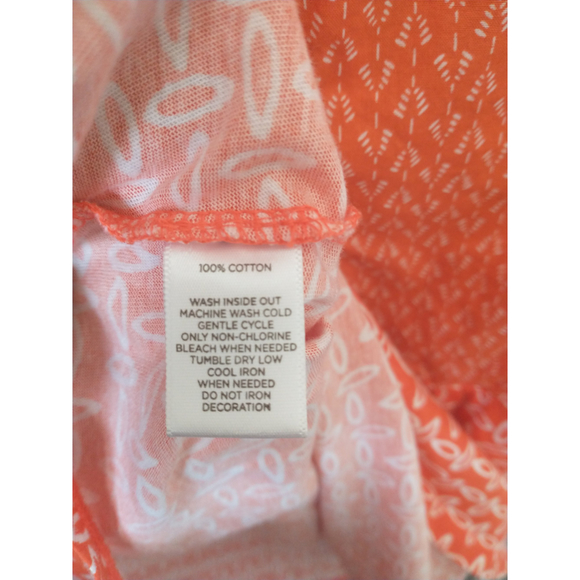 100% COTTON
WASH INSIDE OUT
MACHINE WASH COLD
GENTLE CYCLE
ONLY NON-CHLORINE
BLEACH WHEN NEEDED
TUMBLE DRY LOW
COOL IRON
WHEN NEEDED
DO NOT IRON
DECORATION